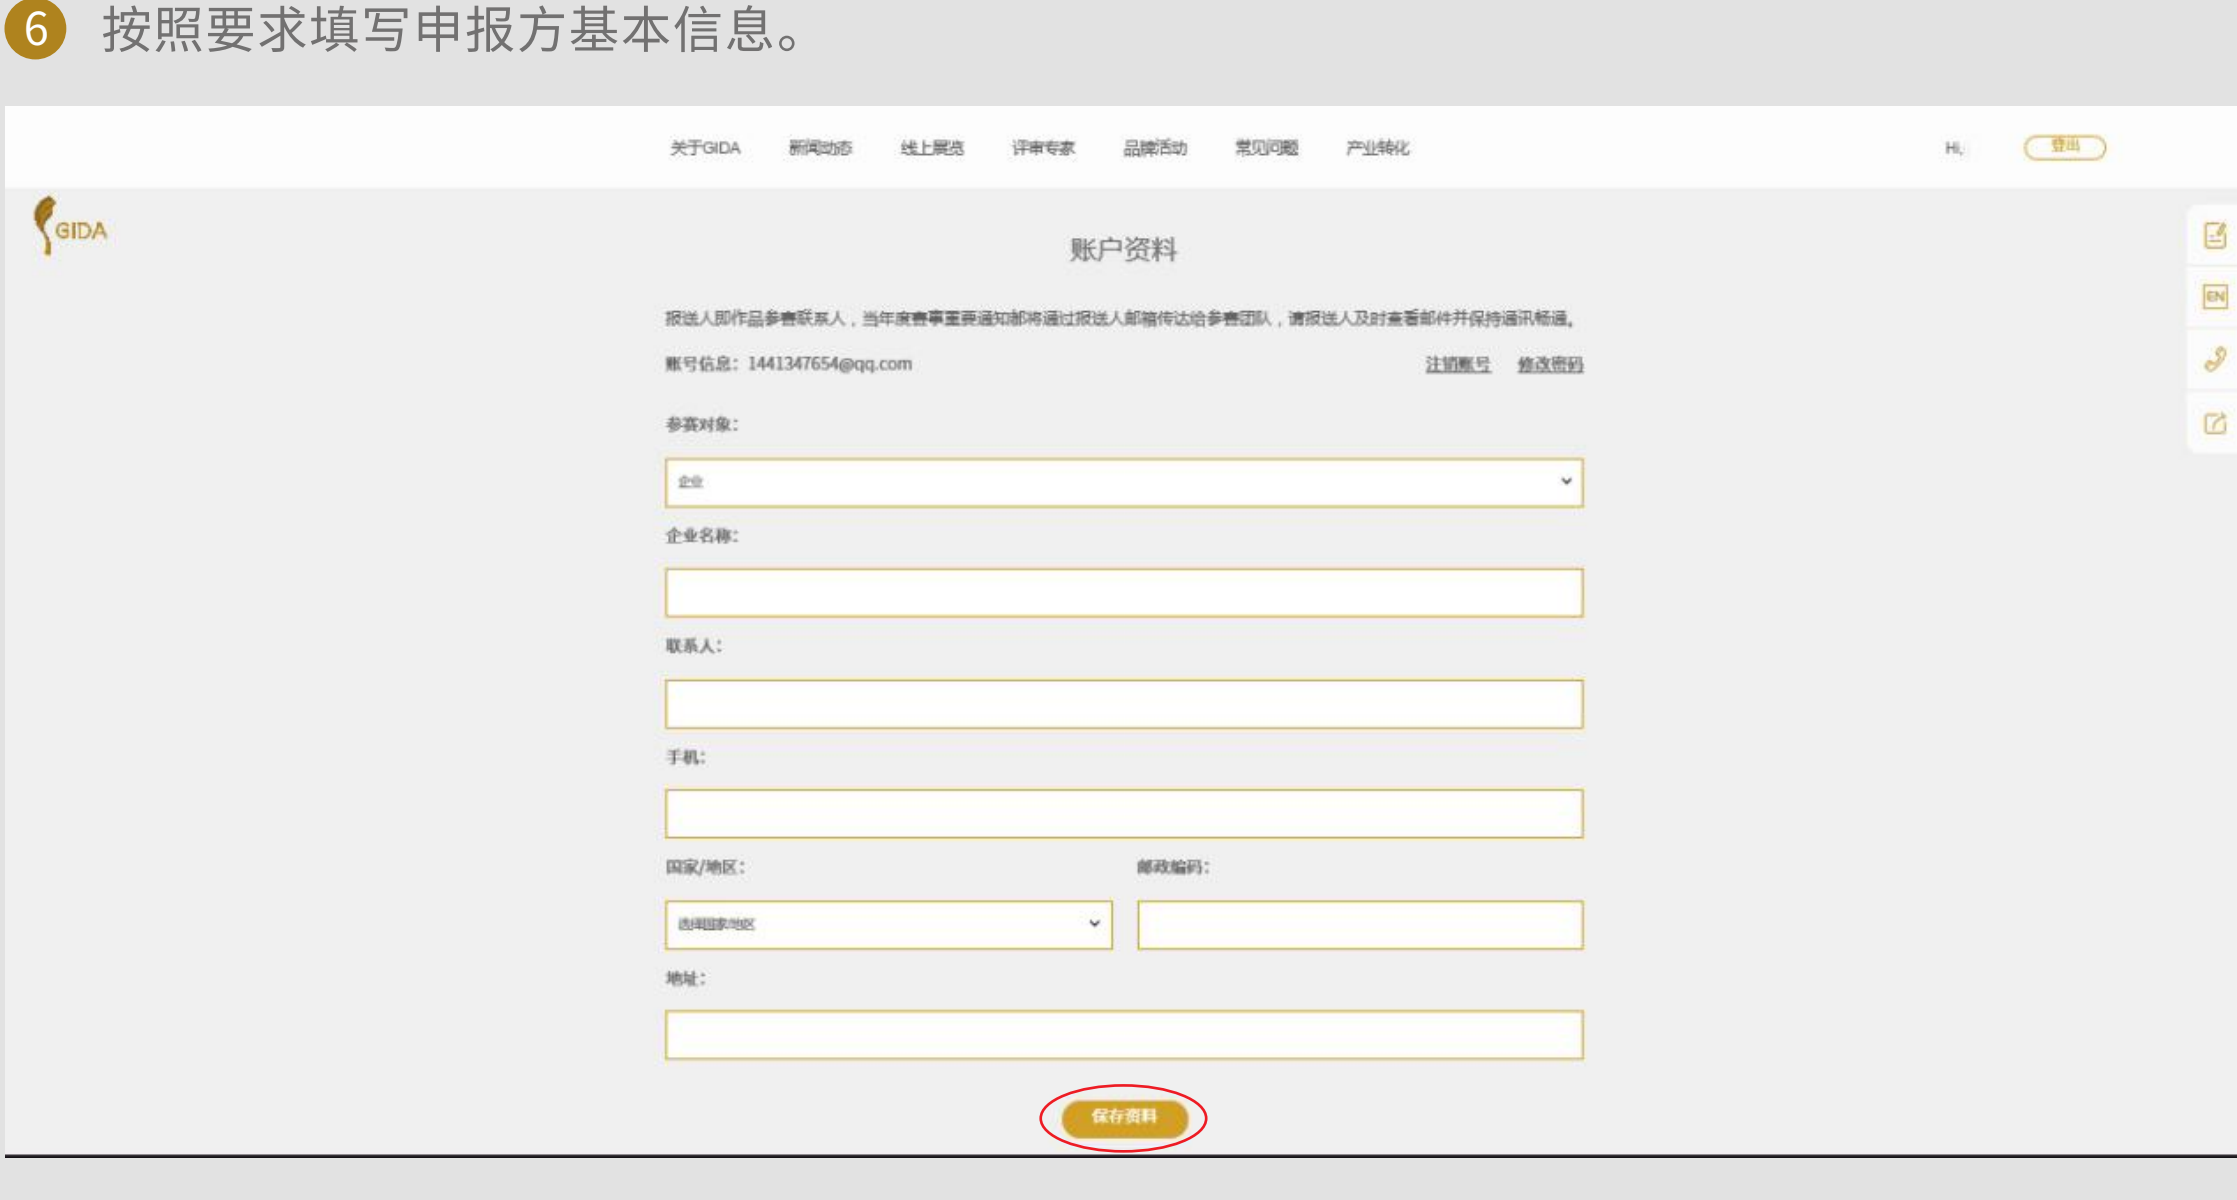 6 按照要求填写申报方基本信息。
关于GIDA 新闻动态 线上展览 评审专家 品牌活动 常见问题 产业转化 Hi, 登出
GIDA
账户资料
报送人即作品参赛联系人，当年度赛事重要通知都将通过报送人邮箱传达给参赛团队，请报送人及时查看邮件并保持通讯畅通。
EN
账号信息：1441347654@qq.com 注销账号 修改密码
参赛对象：
企业
企业名称：
联系人：
手机：
国家/地区： 邮政编码：
选择国家/地区
地址：
保存资料